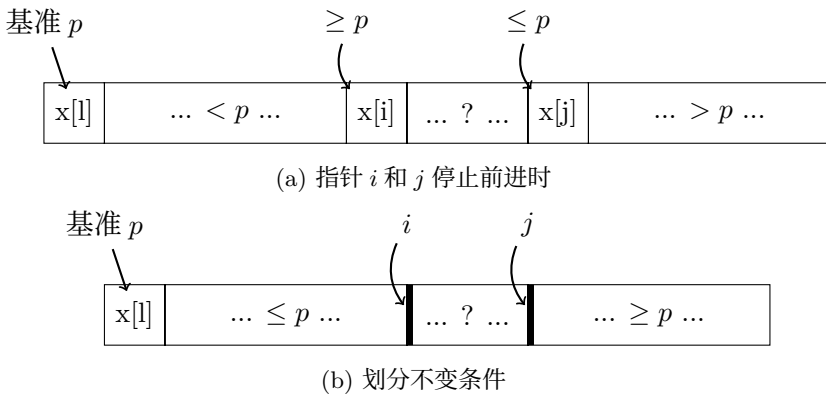 基准 p ≥ p ≤ p
x[l] ... < p ... x[i] ... ? ... x[j] ... > p ...
(a) 指针 i 和 j 停止前进时
基准 p i j
x[l] ... ≤ p ... ... ? ... ... ≥ p ...
(b) 划分不变条件